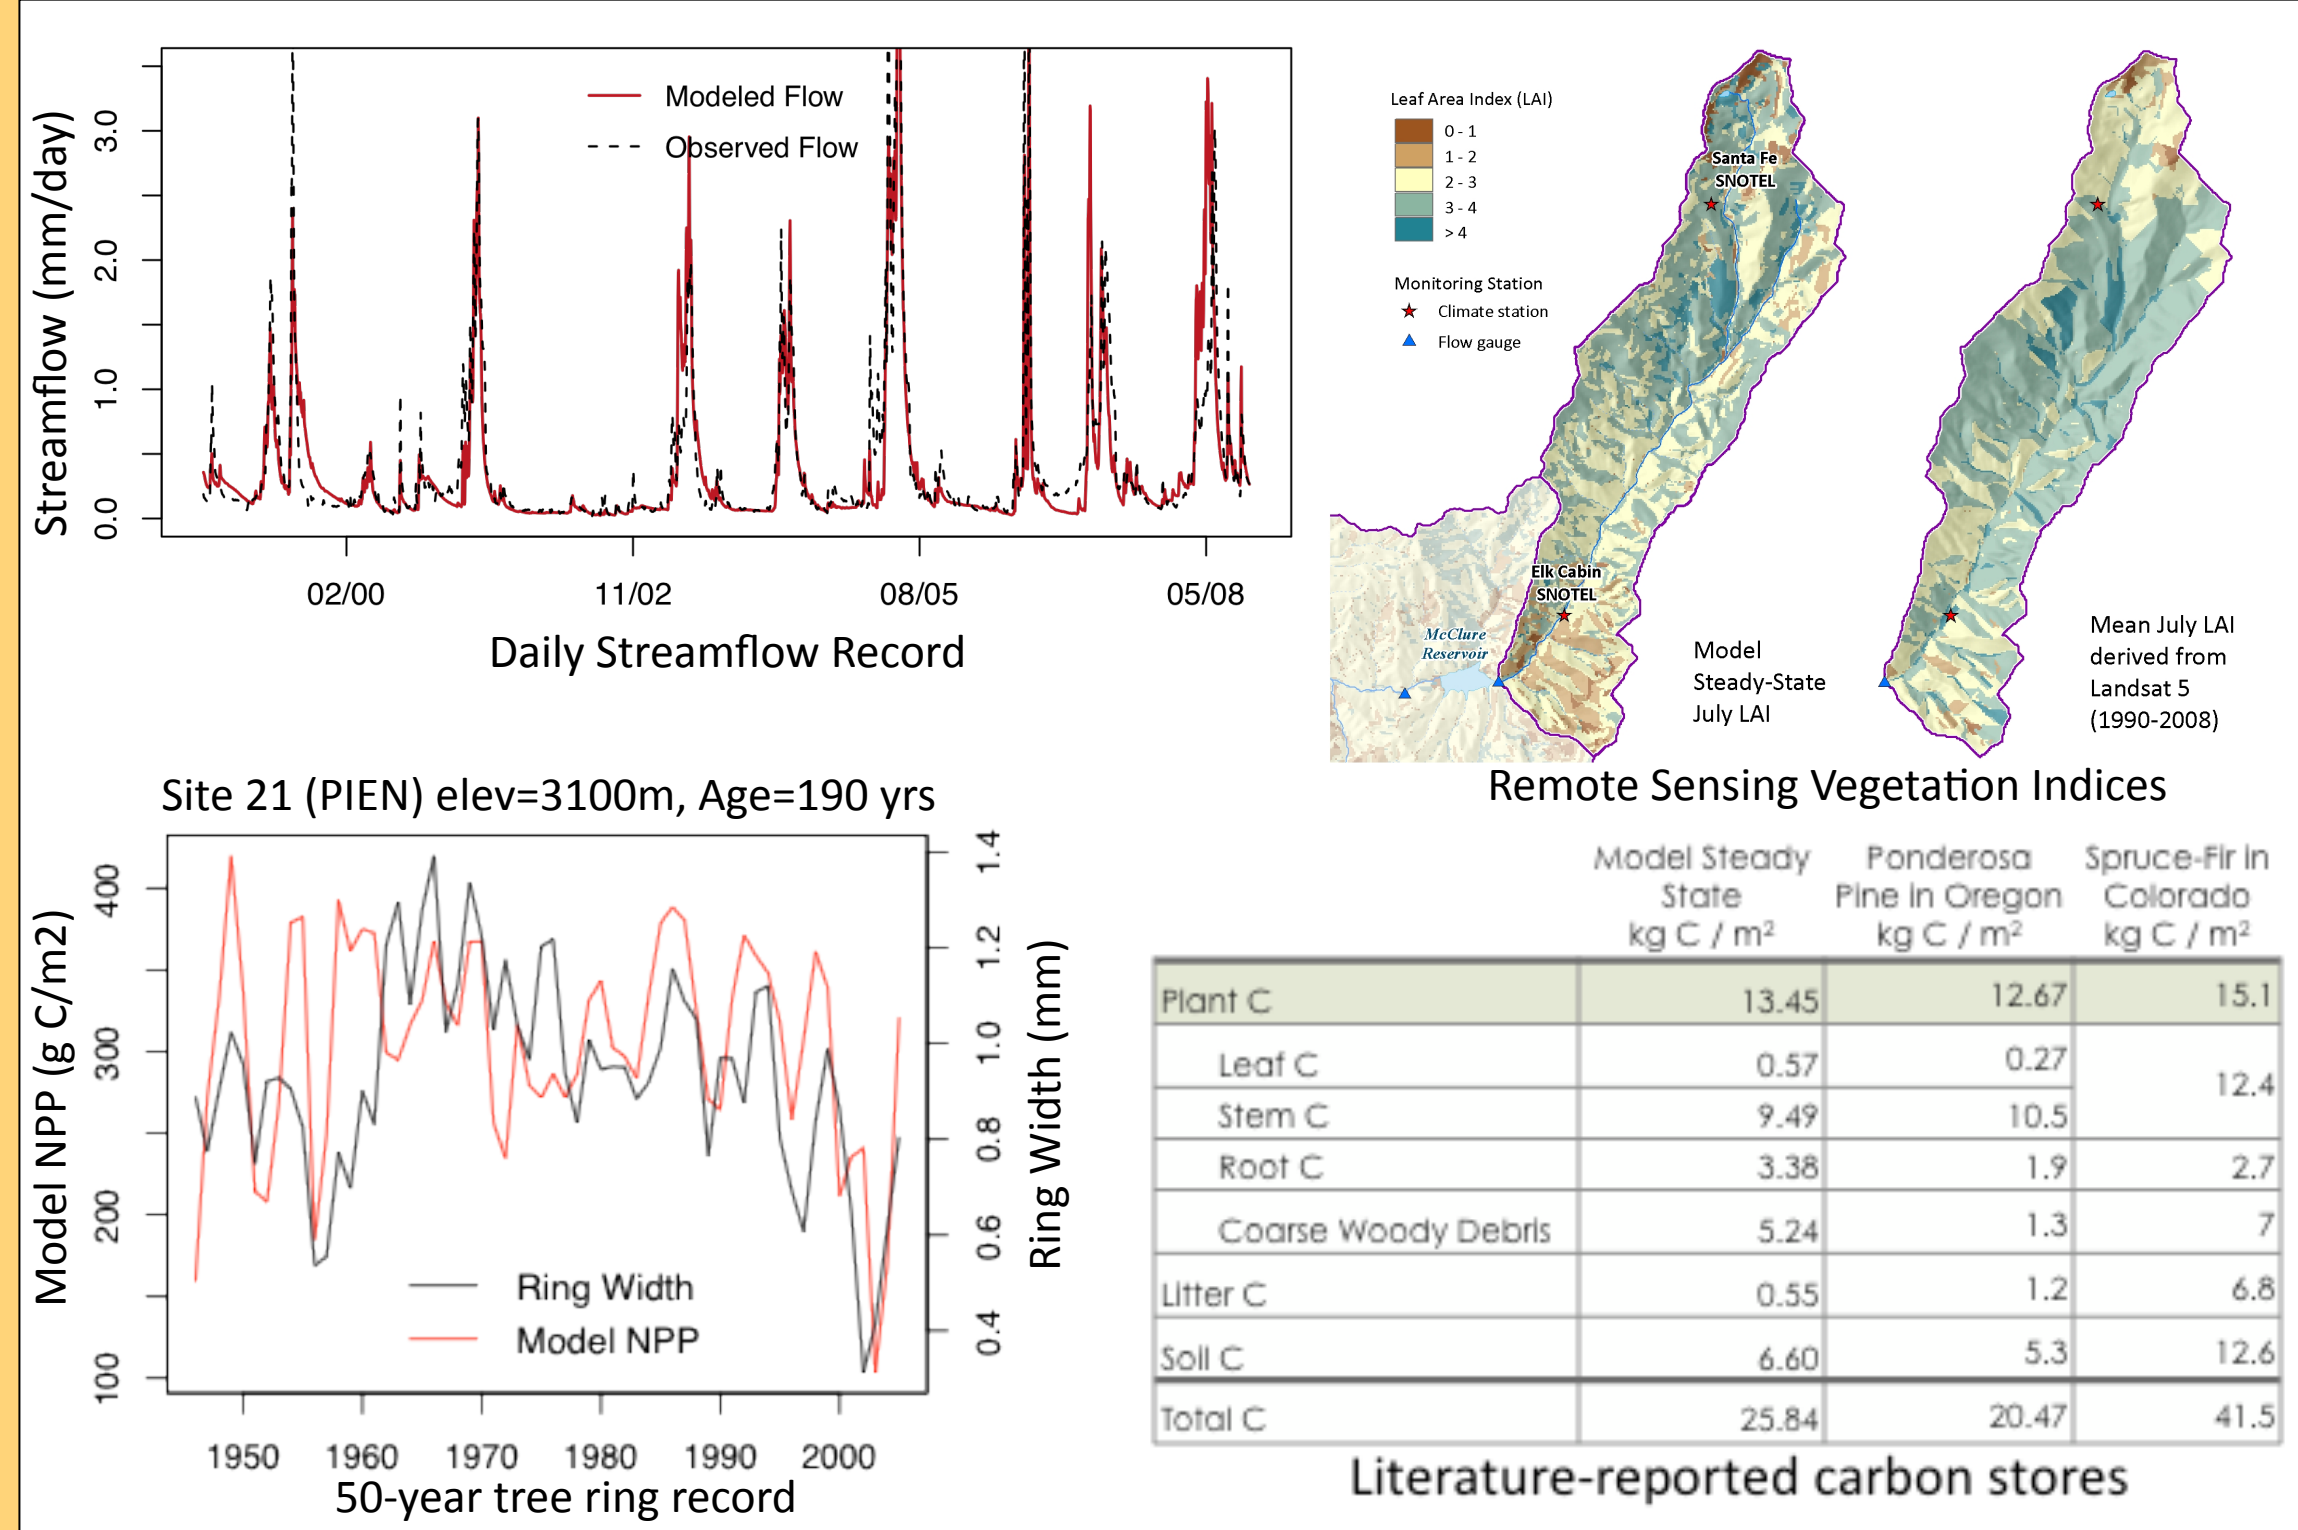 Streamflow (mm/day)
3.0
2.0
1.0
0.0
Modeled Flow
Observed Flow
02/00
11/02
08/05
05/08
Daily Streamflow Record
Leaf Area Index (LAI)
0 - 1
1 - 2
2 - 3
3 - 4
> 4
Monitoring Station
Climate station
Flow gauge
Santa Fe
SNOTEL
Elk Cabin
SNOTEL
McClure
Reservoir
Model
Steady-State
July LAI
Mean July LAI
derived from
Landsat 5
(1990-2008)
Remote Sensing Vegetation Indices
Site 21 (PIEN) elev=3100m, Age=190 yrs
Model NPP (g C/m2)
400
300
200
100
1.4
1.2
1.0
0.8
0.6
0.4
Ring Width (mm)
Ring Width
Model NPP
1950 1960 1970 1980 1990 2000
50-year tree ring record
Model Steady State kg C / m²
Ponderosa Pine in Oregon kg C / m²
Spruce-Fir in Colorado kg C / m²
Plant C 13.45 12.67 15.1
Leaf C 0.57 0.27 12.4
Stem C 9.49 10.5
Root C 3.38 1.9 2.7
Coarse Woody Debris 5.24 1.3 7
Litter C 0.55 1.2 6.8
Soil C 6.60 5.3 12.6
Total C 25.84 20.47 41.5
Literature-reported carbon stores